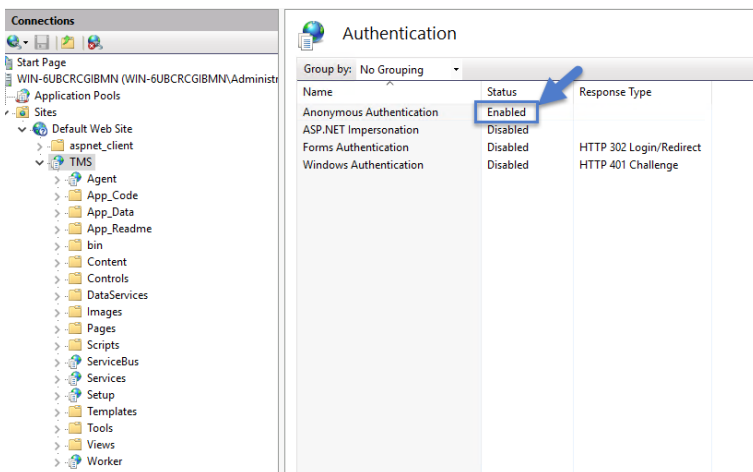 Connections
Start Page
WIN-6UBCRCGIBMN (WIN-6UBCRCGIBMN\Administr
Application Pools
Sites
Default Web Site
aspnet_client
TMS
Agent
App_Code
App_Data
App_Readme
bin
Content
Controls
DataServices
Images
Pages
Scripts
ServiceBus
Services
Setup
Templates
Tools
Views
Worker
Authentication
Group by: No Grouping
Name Status Response Type
Anonymous Authentication Enabled
ASP.NET Impersonation Disabled
Forms Authentication Disabled HTTP 302 Login/Redirect
Windows Authentication Disabled HTTP 401 Challenge